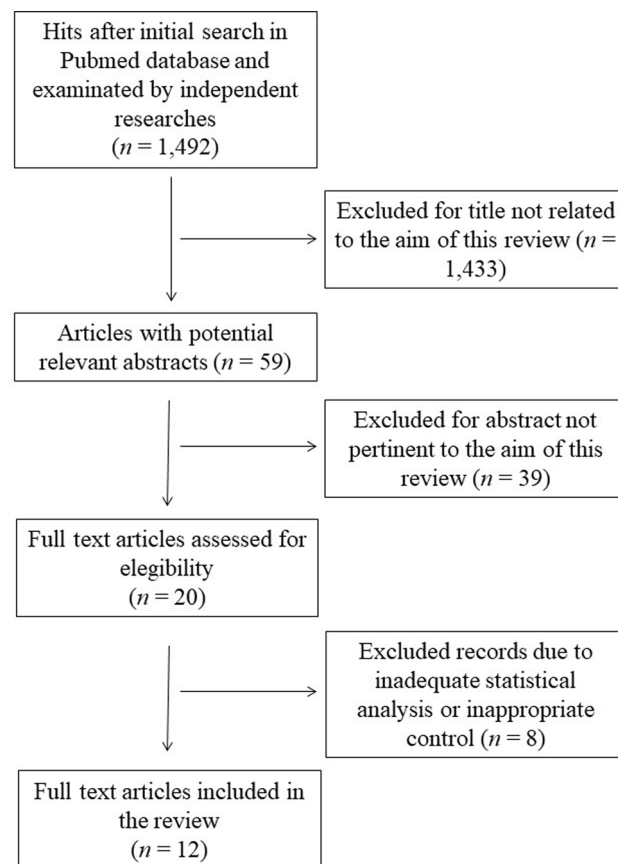 Hits after initial search in
Pubmed database and
examinated by independent
researches
(n = 1,492)
Excluded for title not related
to the aim of this review (n =
1,433)
Articles with potential
relevant abstracts (n = 59)
Excluded for abstract not
pertinent to the aim of this
review (n = 39)
Full text articles assessed for
elegibility
(n = 20)
Excluded records due to
inadequate statistical
analysis or inappropriate
control (n = 8)
Full text articles included in
the review
(n = 12)